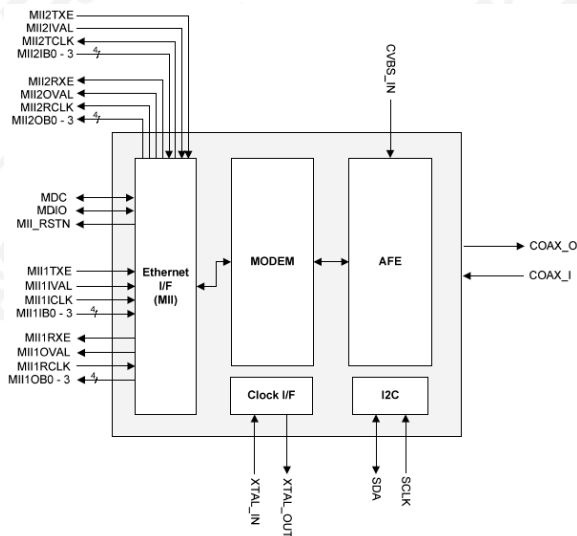 MII2TXE
MII2IVAL
MII2TCLK
MII2IB0 - 3
4
MII2RXE
MII2OVAL
MII2RCLK
MII2OB0 - 3
4
CVBS_IN
MDC
MDIO
MII_RSTN
MII1TXE
MII1IVAL
MII1ICLK
MII1IB0 - 3
4
MII1RXE
MII1OVAL
MII1RCLK
MII1OB0 - 3
4
Ethernet
I/F
(MII)
MODEM
AFE
COAX_O
COAX_I
Clock I/F
I2C
XTAL_IN
XTAL_OUT
SDA
SCLK